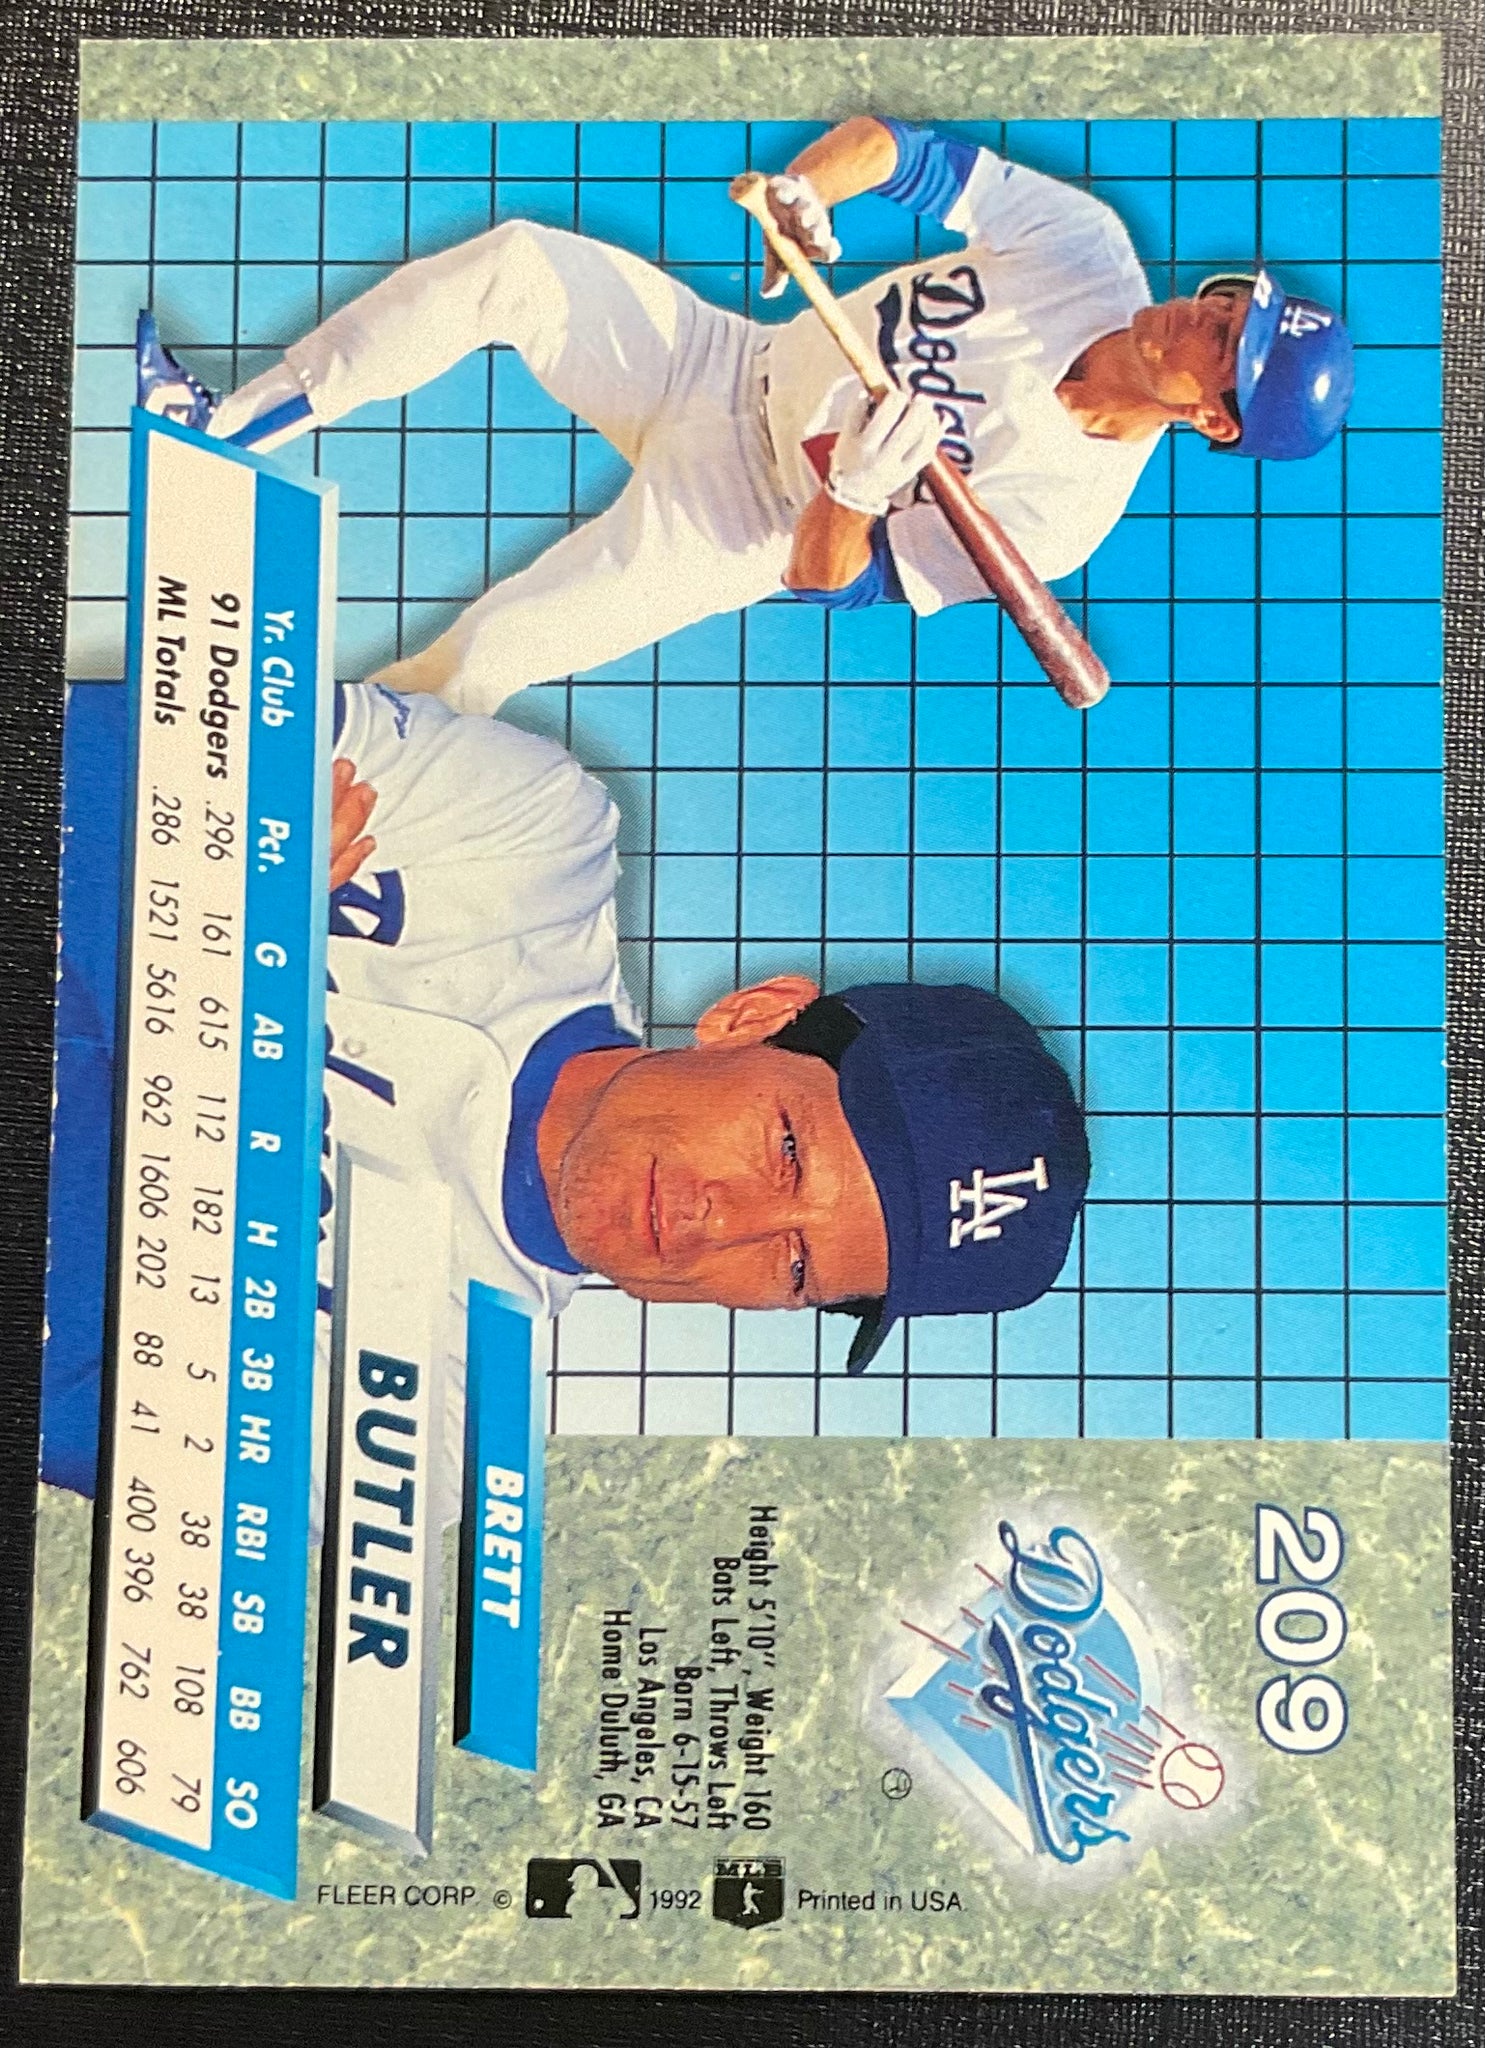 209
Dodgers
®
Height 5'10", Weight 160
Bats Left, Throws Left
Born 6-15-57
Los Angeles, CA
Home Duluth, GA
LA
Dodgers
LA
BRETT
BUTLER
Yr. Club Pct. G AB R H 2B 3B HR RBI SB BB SO
91 Dodgers .296 161 615 112 182 13 5 2 38 38 108 79
ML Totals .286 1521 5616 962 1606 202 88 41 400 396 762 606
FLEER CORP. © 1992 MLB Printed in USA.